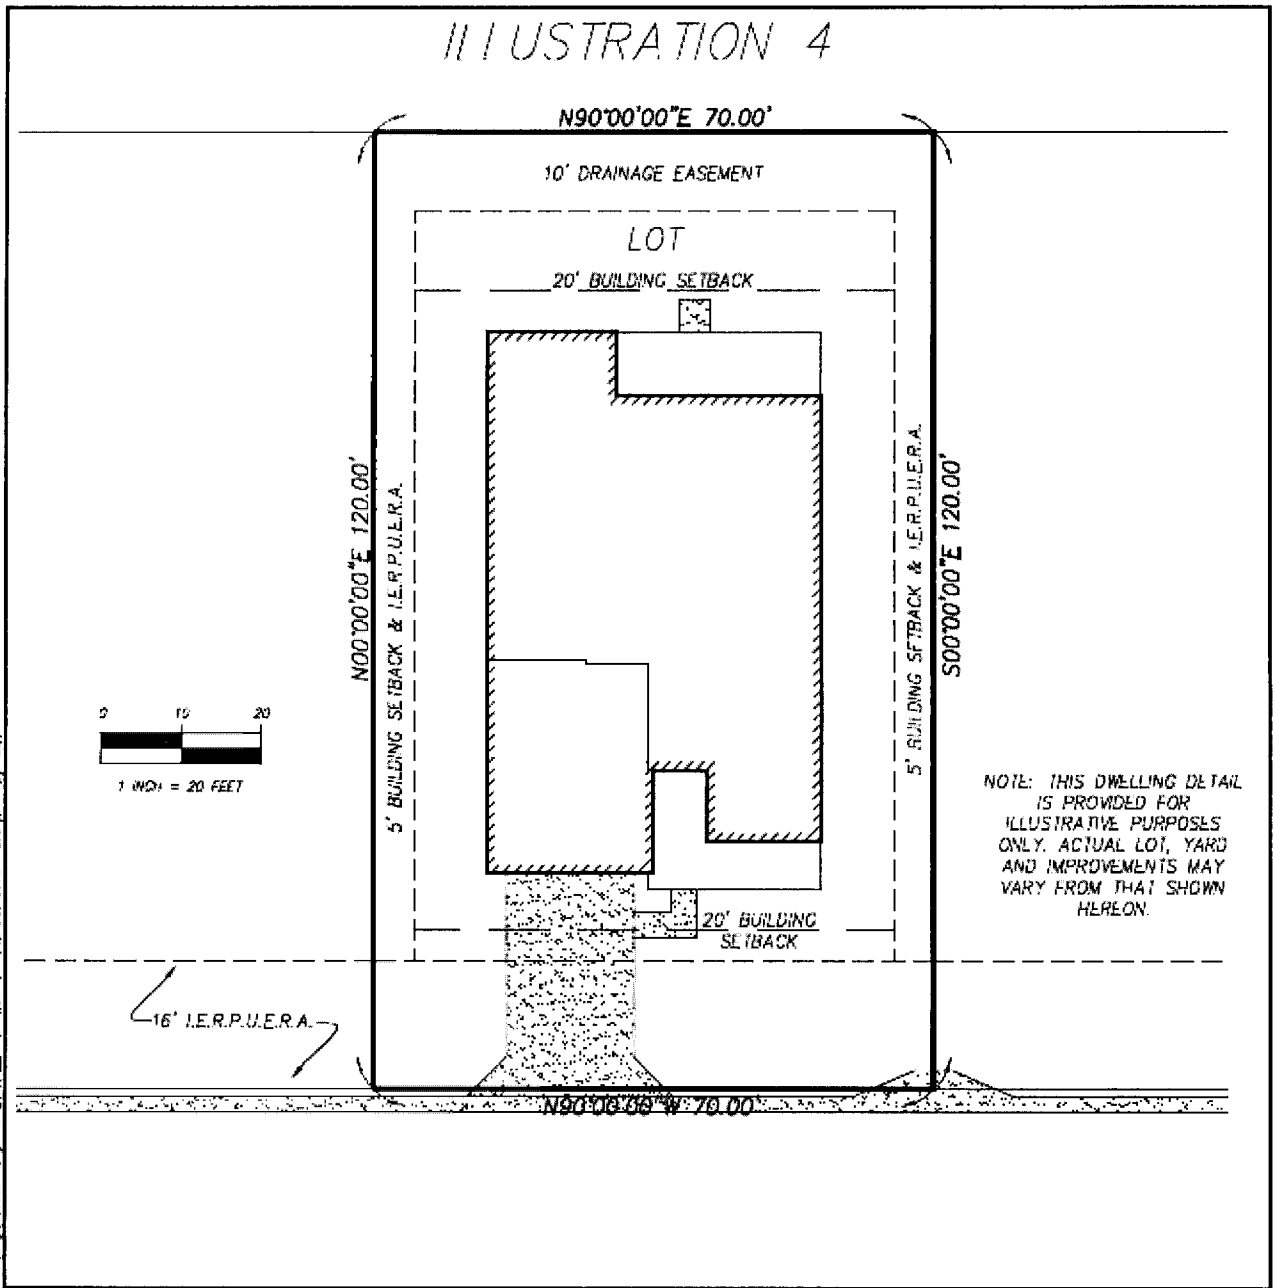 ILLUSTRATION 4
N90°00'00"E 70.00'
10' DRAINAGE EASEMENT
LOT
20' BUILDING SETBACK
N00°00'00"E 120.00'
5' BUILDING SETBACK & I.E.R.P.U.E.R.A.
5' BUILDING SETBACK & I.E.R.P.U.E.R.A.
S00°00'00"E 120.00'
0 10 20
1 INCH = 20 FEET
NOTE: THIS DWELLING DETAIL
IS PROVIDED FOR
ILLUSTRATIVE PURPOSES
ONLY. ACTUAL LOT, YARD
AND IMPROVEMENTS MAY
VARY FROM THAT SHOWN
HEREON.
20' BUILDING
SETBACK
16' I.E.R.P.U.E.R.A.
N90°00'00"W 70.00'